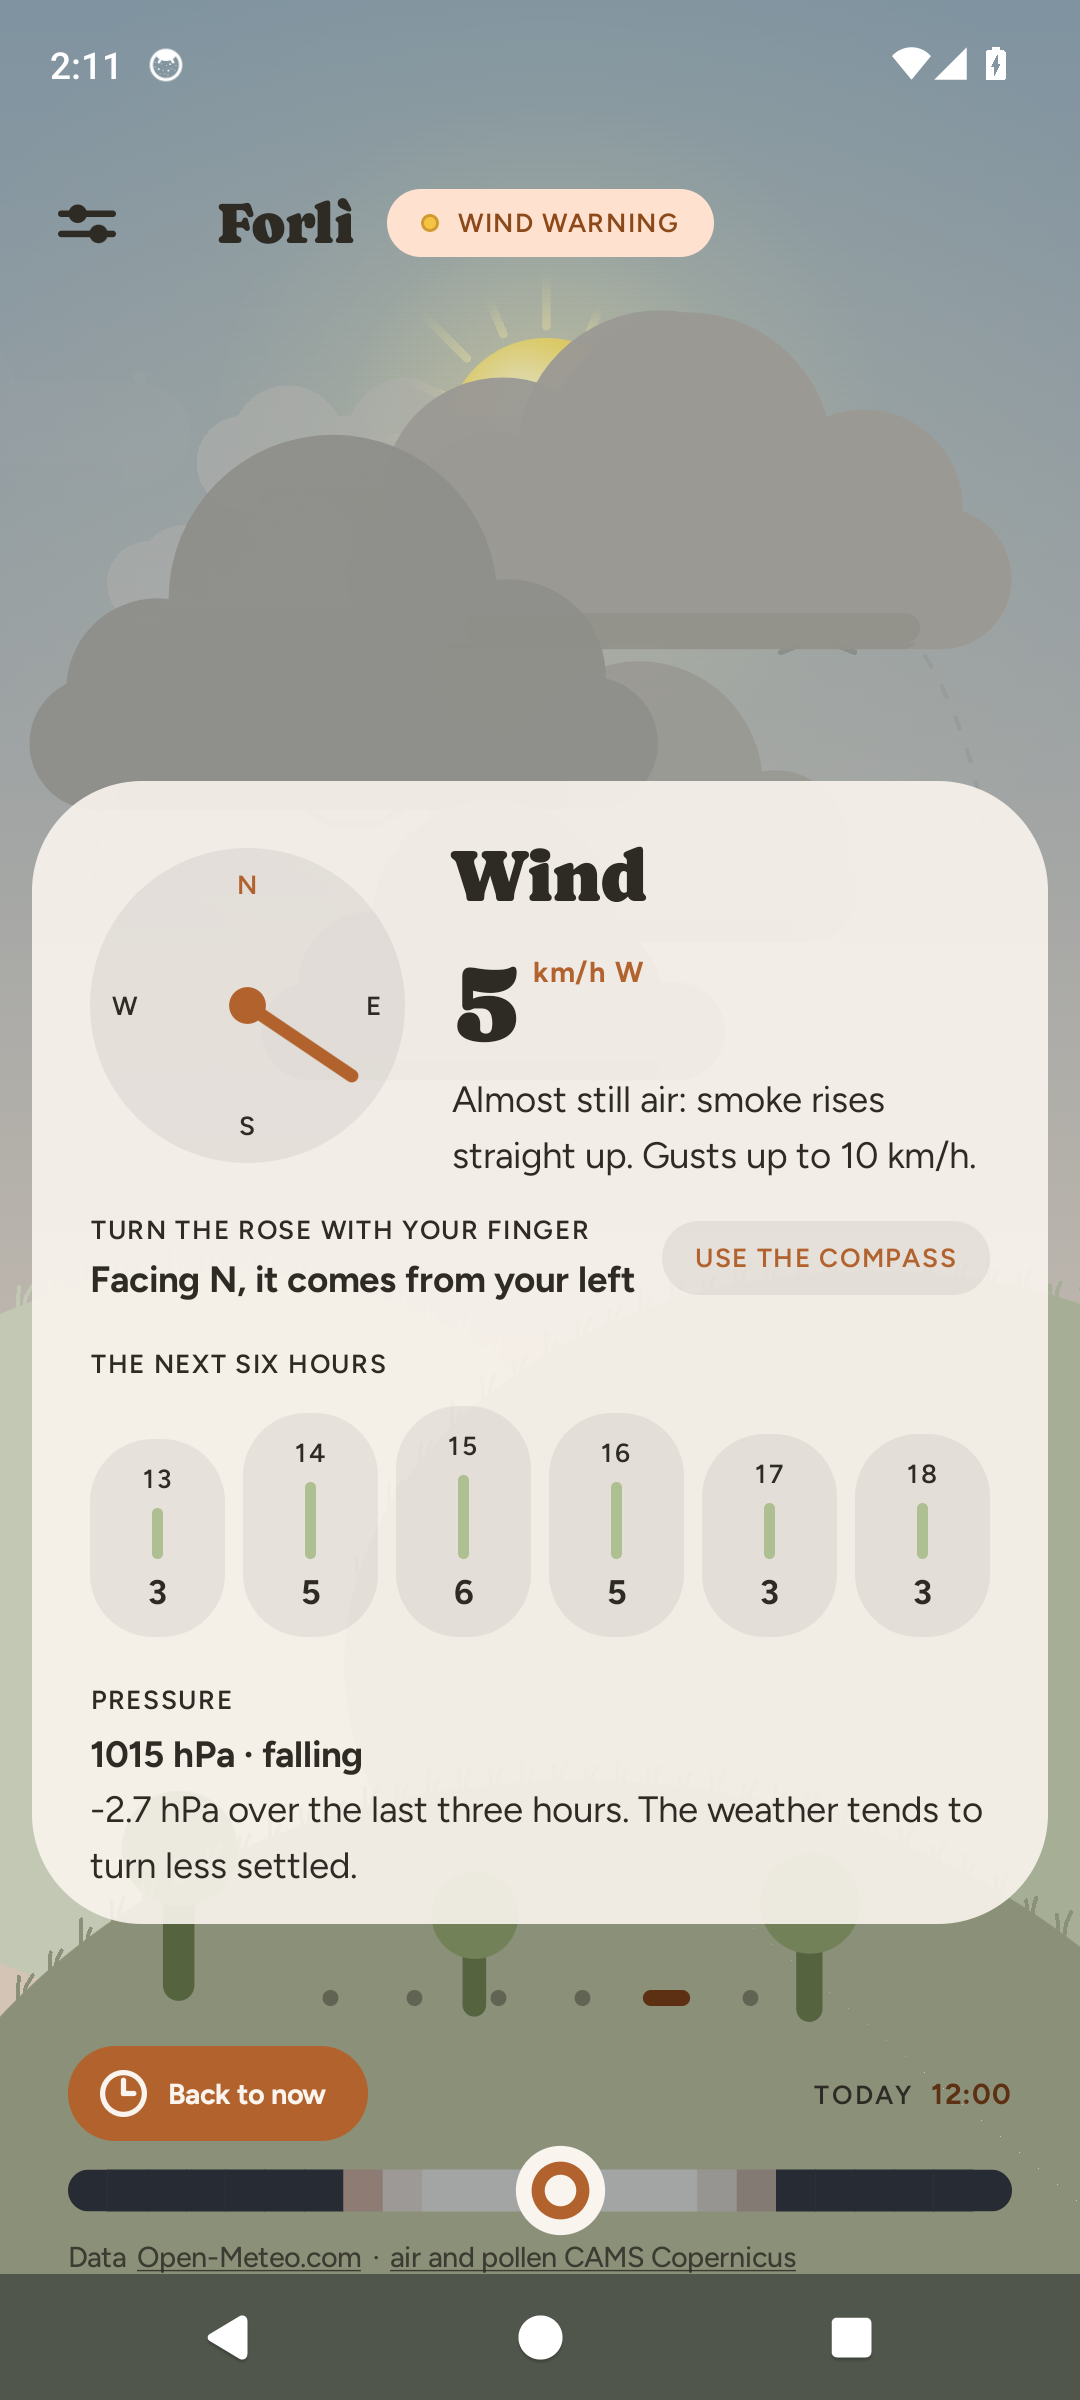 2:11
Forlì
WIND WARNING
N
W
E
S
Wind
5 km/h W
Almost still air: smoke rises
straight up. Gusts up to 10 km/h.
TURN THE ROSE WITH YOUR FINGER
Facing N, it comes from your left
USE THE COMPASS
THE NEXT SIX HOURS
13 14 15 16 17 18
3 5 6 5 3 3
PRESSURE
1015 hPa · falling
-2.7 hPa over the last three hours. The weather tends to
turn less settled.
Back to now
TODAY 12:00
Data Open-Meteo.com · air and pollen CAMS Copernicus